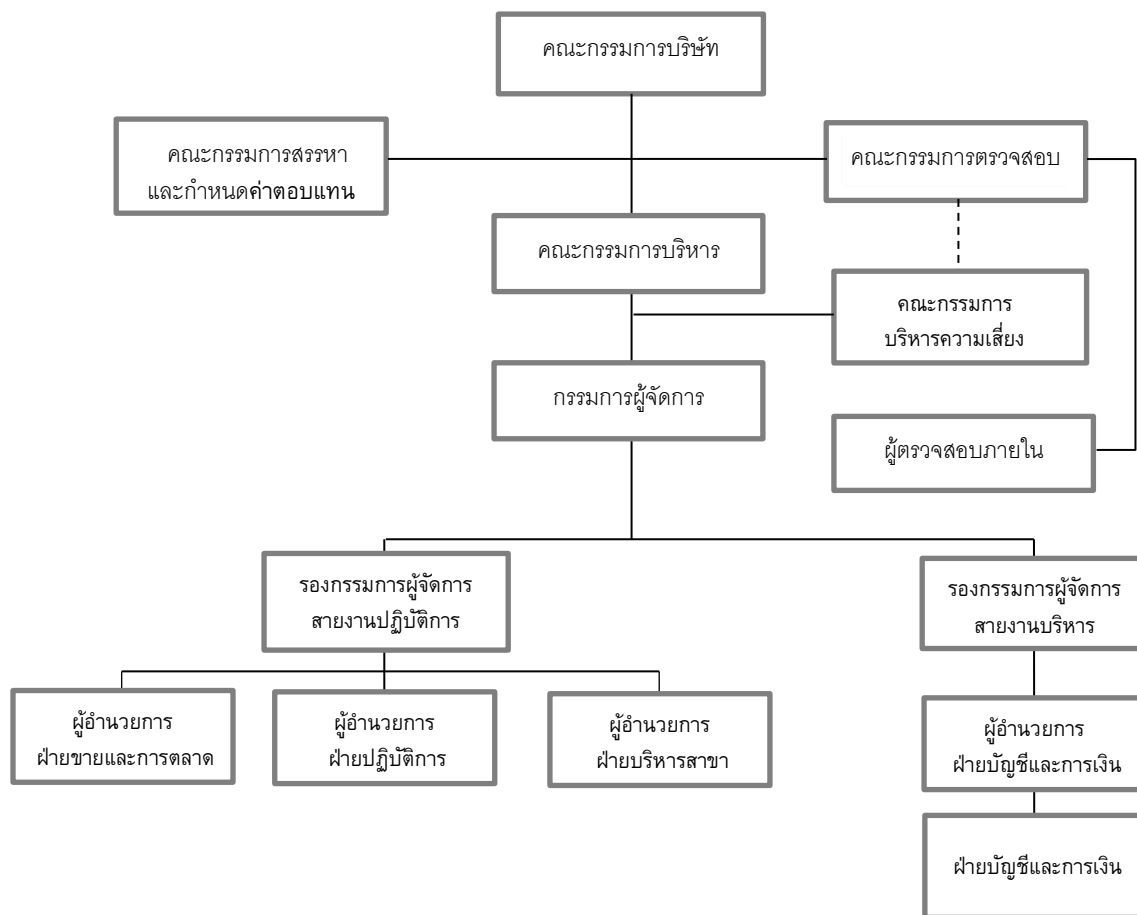 คณะกรรมการบริษัท
คณะกรรมการสรรหา
และกำหนดค่าตอบแทน
คณะกรรมการตรวจสอบ
คณะกรรมการบริหาร
คณะกรรมการ
บริหารความเสี่ยง
กรรมการผู้จัดการ
ผู้ตรวจสอบภายใน
รองกรรมการผู้จัดการ
สายงานปฏิบัติการ
รองกรรมการผู้จัดการ
สายงานบริหาร
ผู้อำนวยการ
ฝ่ายขายและการตลาด
ผู้อำนวยการ
ฝ่ายปฏิบัติการ
ผู้อำนวยการ
ฝ่ายบริหารสาขา
ผู้อำนวยการ
ฝ่ายบัญชีและการเงิน
ฝ่ายบัญชีและการเงิน